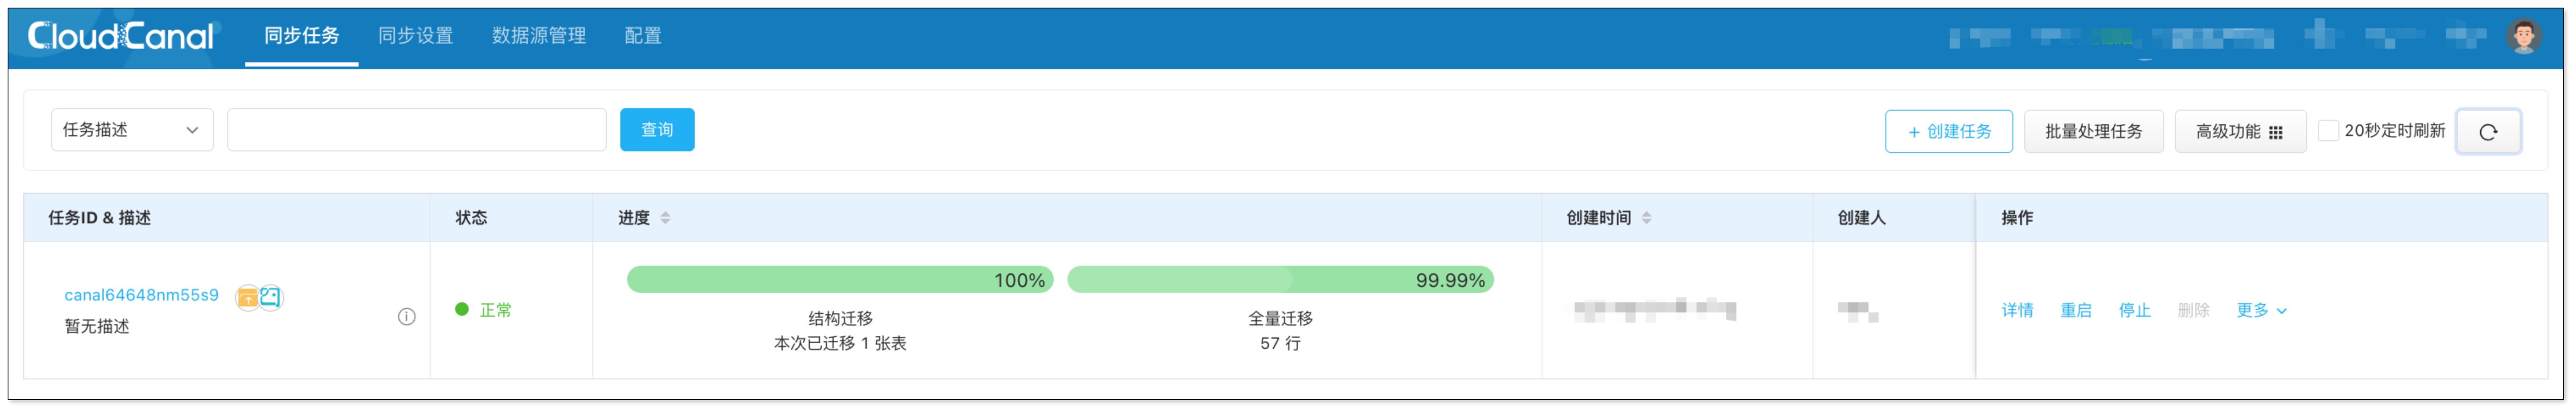 CloudCanal 同步任务 同步设置 数据源管理 配置
任务描述 查询 + 创建任务 批量处理任务 高级功能 20秒定时刷新
任务ID & 描述 状态 进度 创建时间 创建人 操作
100% 99.99%
canal64648nm55s9
暂无描述
正常
结构迁移 全量迁移
本次已迁移 1 张表 57 行
详情 重启 停止 删除 更多